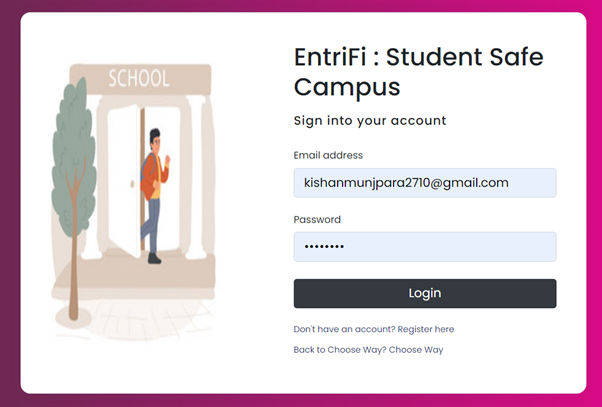 SCHOOL
EntriFi : Student Safe
Campus
Sign into your account
Email address
kishanmunjpara2710@gmail.com
Password
••••••••
Login
Don't have an account? Register here
Back to Choose Way? Choose Way